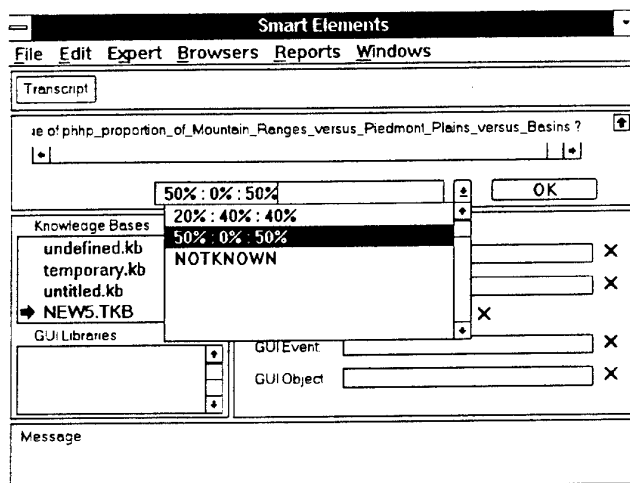 Smart Elements
File Edit Expert Browsers Reports Windows
Transcript
ue of phhp_proportion_of_Mountain_Ranges_versus_Piedmont_Plains_versus_Basins ?
50% : 0% : 50%
OK
20% : 40% : 40%
50% : 0% : 50%
NOTKNOWN
Knowledge Bases
undefined.kb
temporary.kb
untitled.kb
NEW5.TKB
GUI Libraries
GUI Event
GUI Object
Message